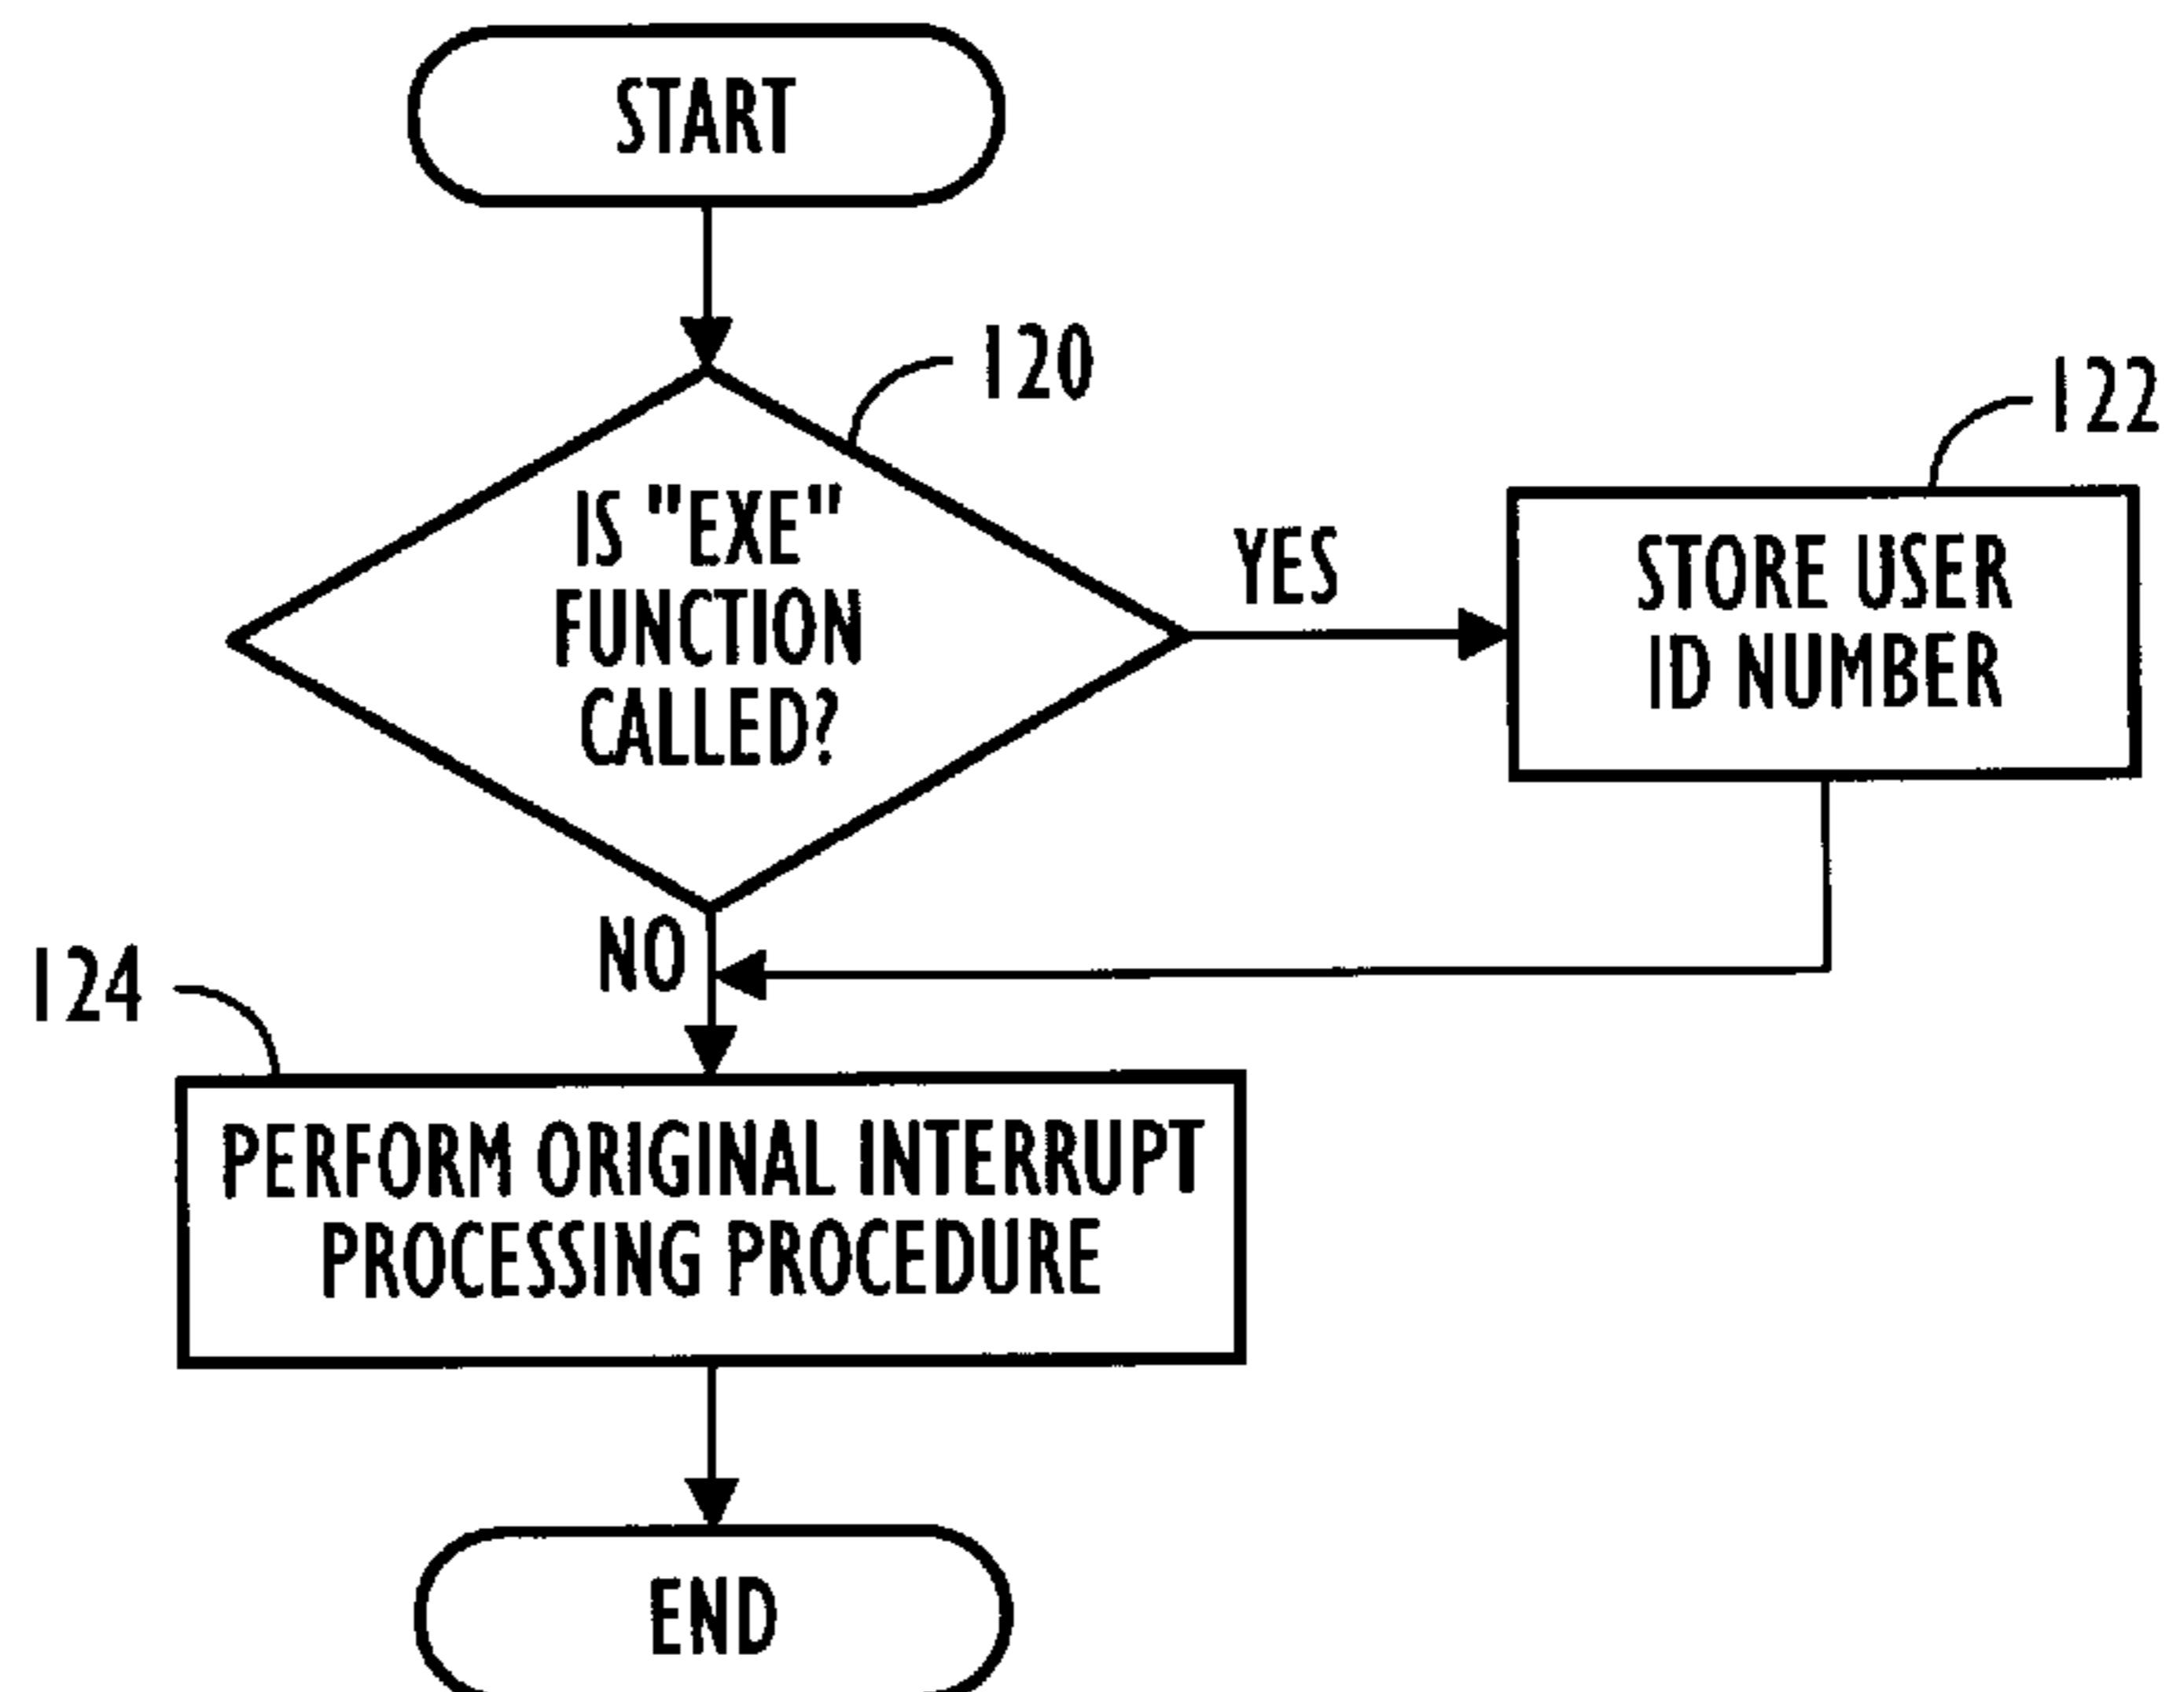 START
120
122
IS "EXE"
FUNCTION
CALLED?
YES
STORE USER
ID NUMBER
NO
124
PERFORM ORIGINAL INTERRUPT
PROCESSING PROCEDURE
END